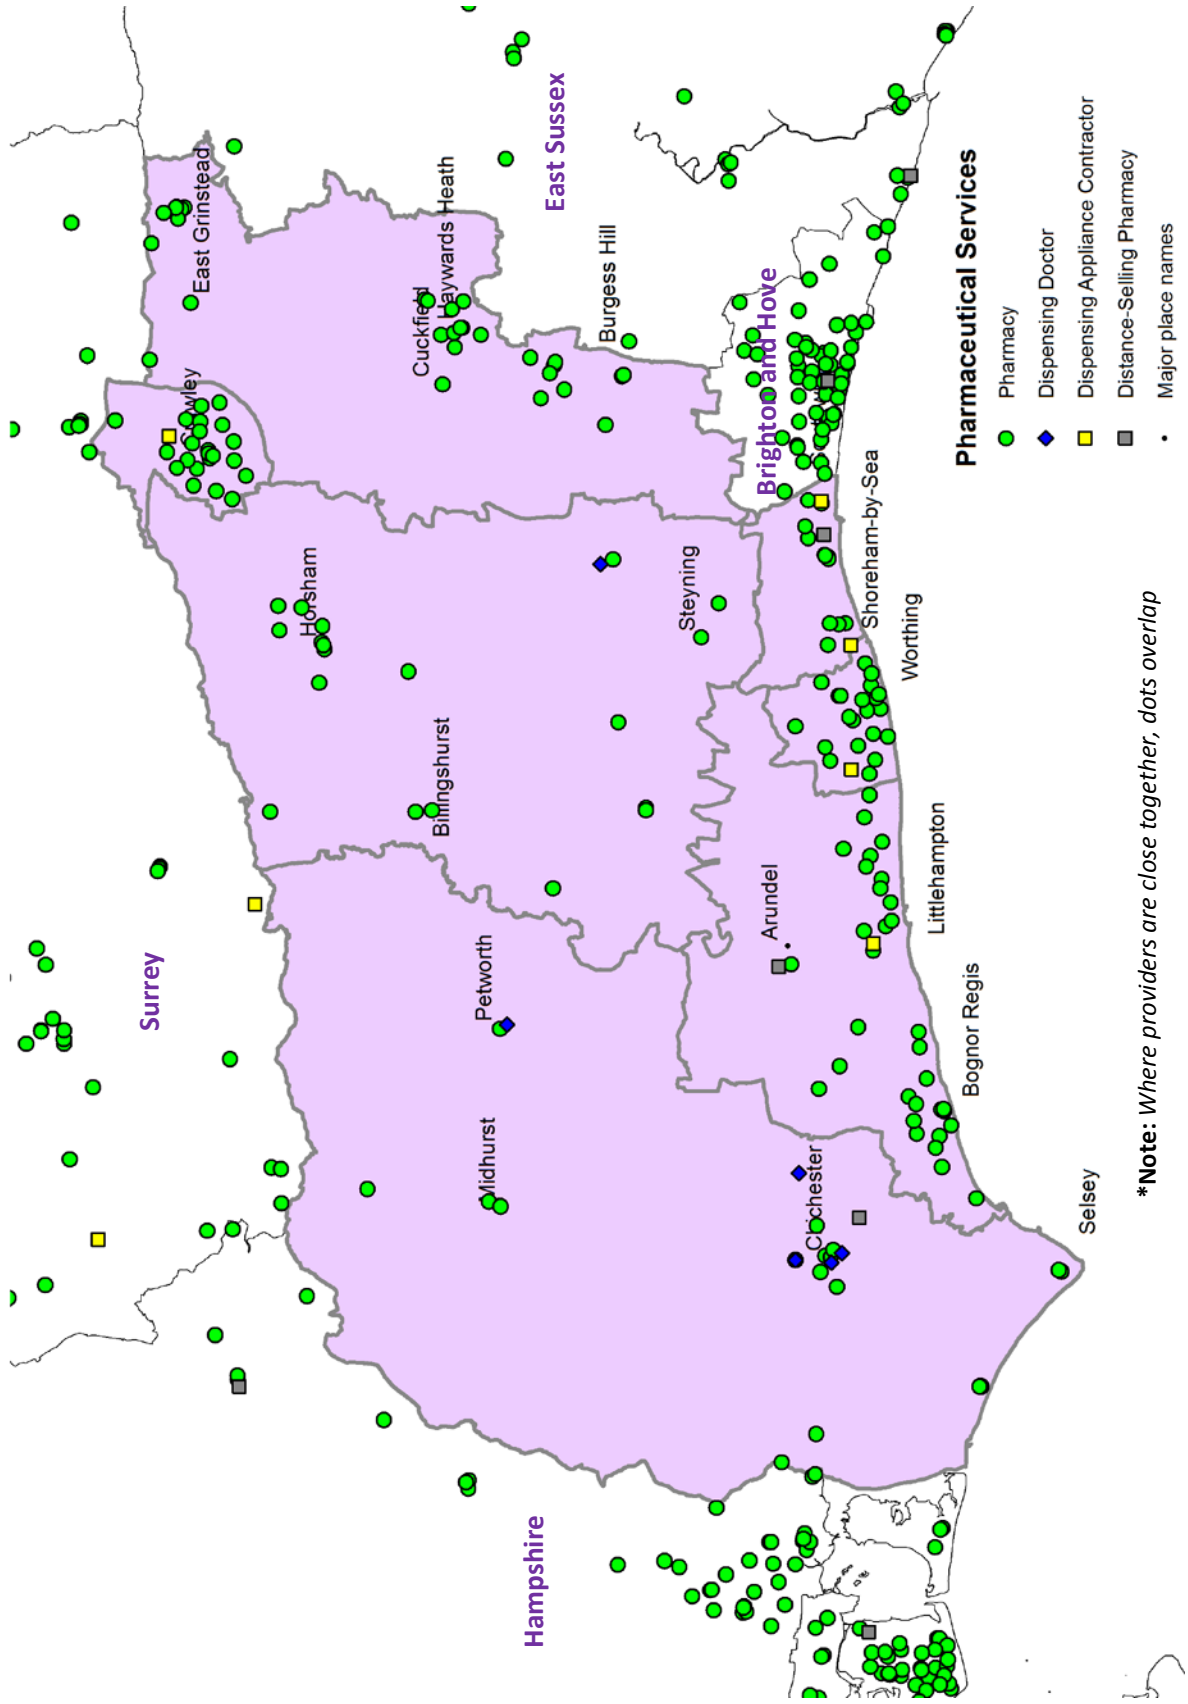 Surrey
Crawley
East Grinstead
Horsham
Cuckfield
Billingshurst
Haywards Heath
Petworth
Midhurst
Hampshire
East Sussex
Burgess Hill
Steyning
Brighton and Hove
Arundel
Chichester
Shoreham-by-Sea
Worthing
Littlehampton
Bognor Regis
Selsey
Pharmaceutical Services
Pharmacy
Dispensing Doctor
Dispensing Appliance Contractor
Distance-Selling Pharmacy
Major place names
*Note: Where providers are close together, dots overlap